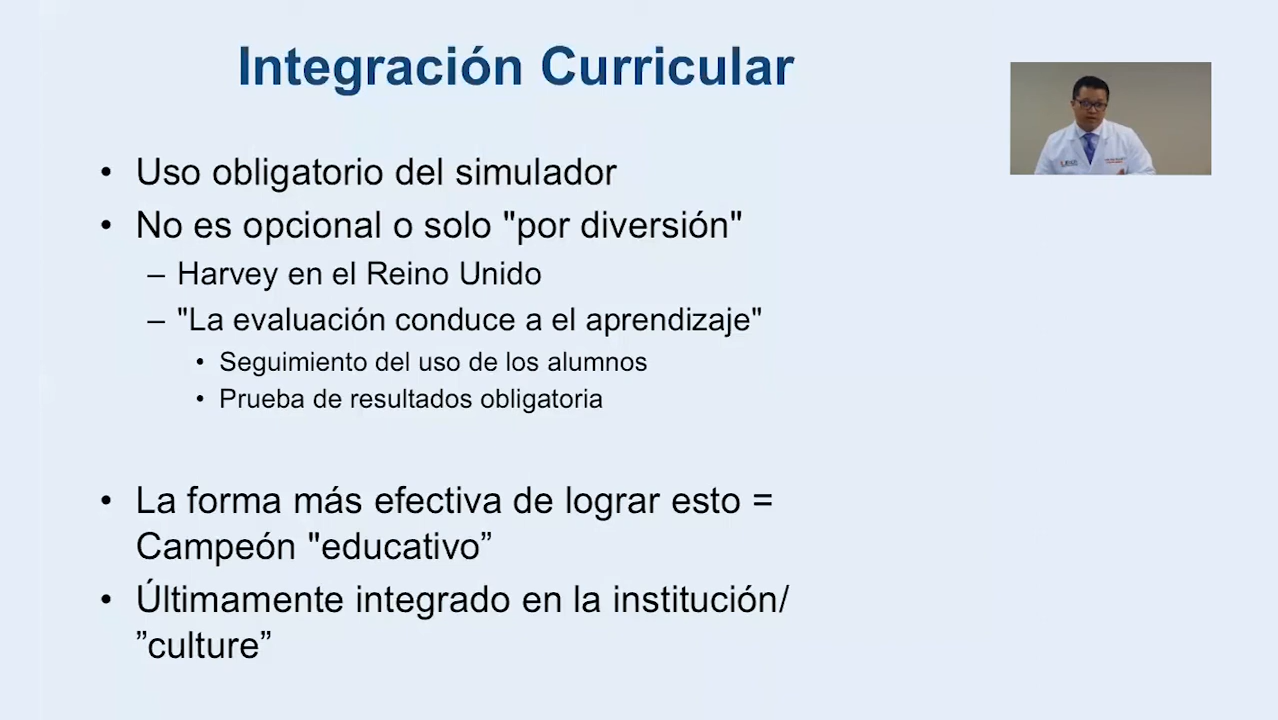 Integración Curricular
• Uso obligatorio del simulador
• No es opcional o solo "por diversión"
– Harvey en el Reino Unido
– "La evaluación conduce a el aprendizaje"
• Seguimiento del uso de los alumnos
• Prueba de resultados obligatoria
• La forma más efectiva de lograr esto =
Campeón "educativo”
• Últimamente integrado en la institución/
”culture”